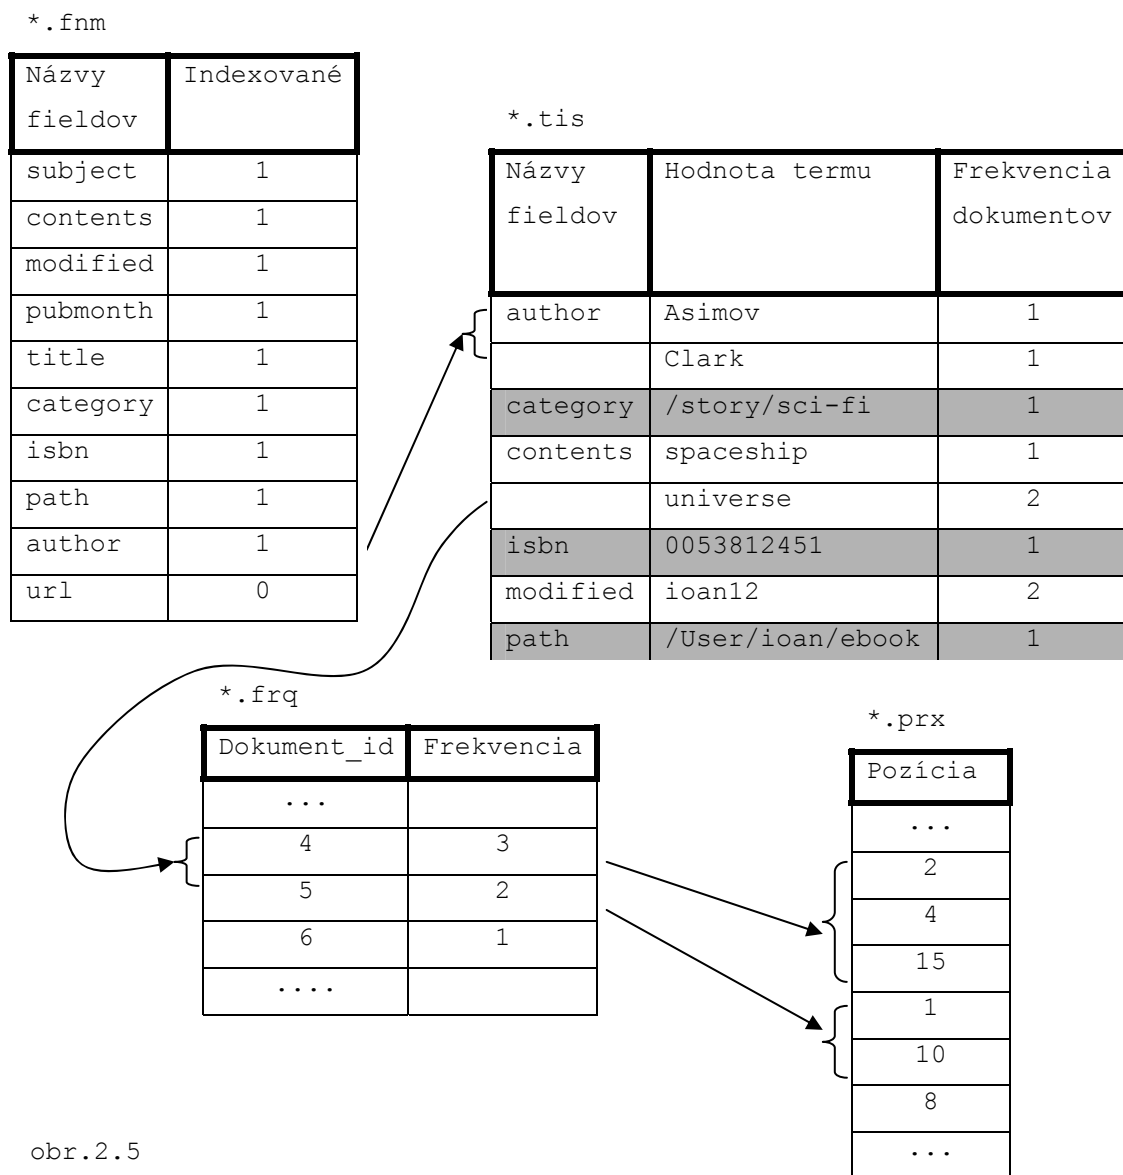 *.fnm
Názvy Indexované
fieldov
subject 1
contents 1
modified 1
pubmonth 1
title 1
category 1
isbn 1
path 1
author 1
url 0
*.tis
Názvy Hodnota termu Frekvencia
fieldov dokumentov
author Asimov 1
Clark 1
category /story/sci-fi 1
contents spaceship 1
universe 2
isbn 0053812451 1
modified ioan12 2
path /User/ioan/ebook 1
*.frq
Dokument_id Frekvencia
...
4 3
5 2
6 1
....
*.prx
Pozícia
...
2
4
15
1
10
8
...
obr.2.5